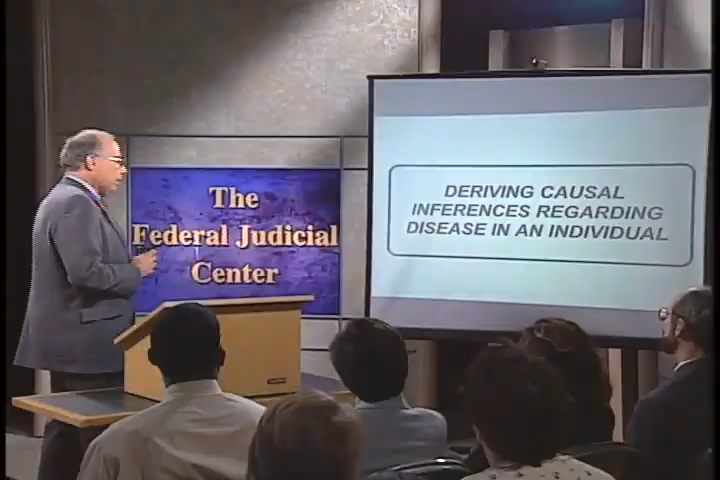 The
Federal Judicial
Center
DERIVING CAUSAL
INFERENCES REGARDING
DISEASE IN AN INDIVIDUAL